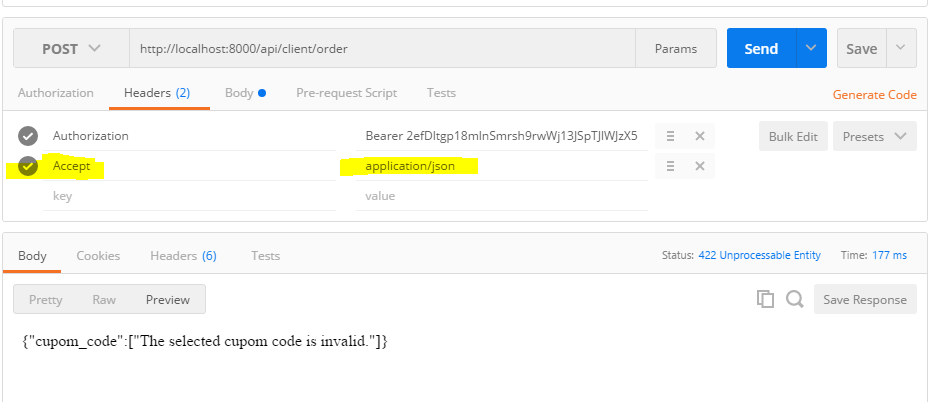 POST http://localhost:8000/api/client/order Params Send Save
Authorization Headers (2) Body Pre-request Script Tests Generate Code
Authorization Bearer 2efDltgp18mlnSmrsh9rwWj13JSpTJlWJzX5 Bulk Edit Presets
Accept application/json
key value
Body Cookies Headers (6) Tests Status: 422 Unprocessable Entity Time: 177 ms
Pretty Raw Preview Save Response
{"cupom_code":["The selected cupom code is invalid."]}